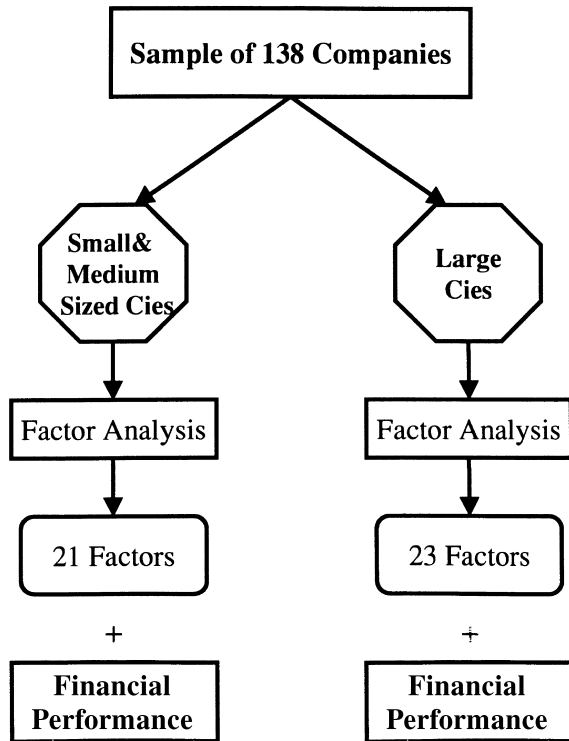 Sample of 138 Companies
Small&
Medium
Sized Cies
Large
Cies
Factor Analysis
Factor Analysis
21 Factors
23 Factors
+
+
Financial
Performance
Financial
Performance